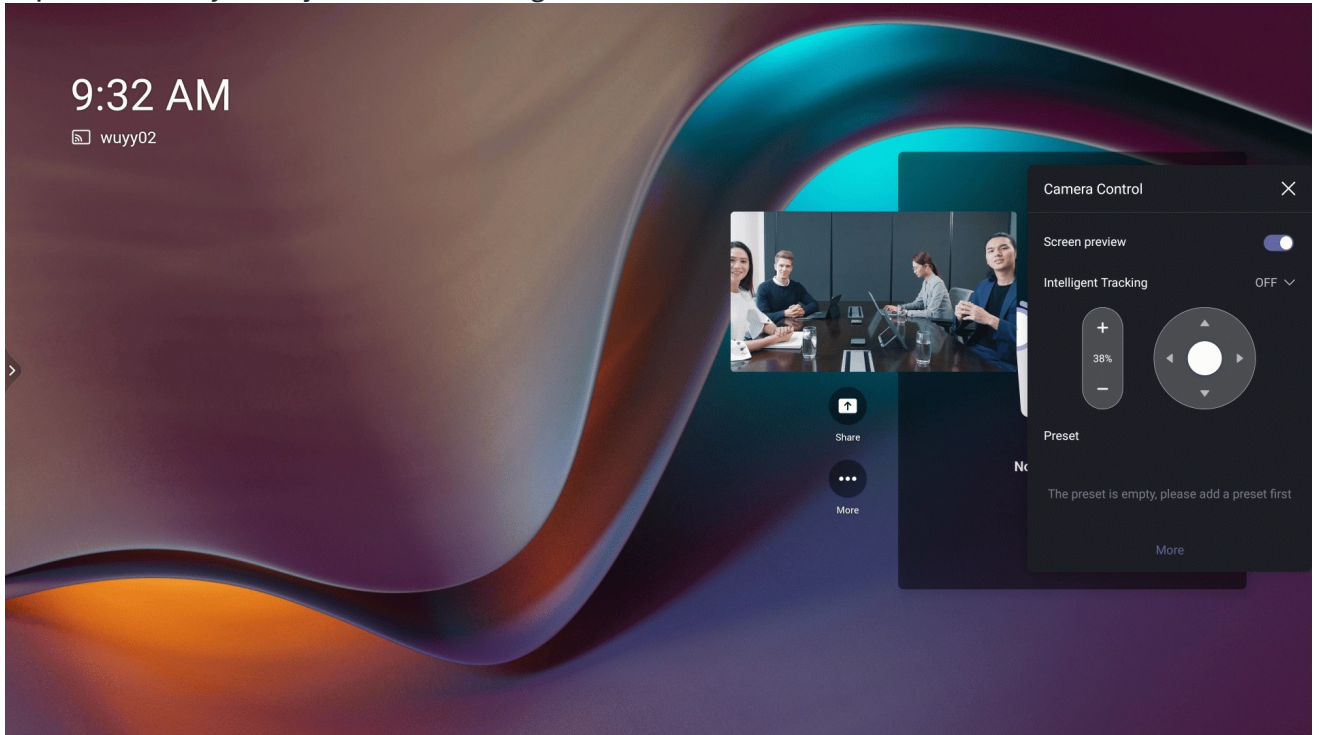 9:32 AM
wuyy02
Camera Control
Screen preview
Intelligent Tracking OFF
+
38%
−
Share
Preset
No
The preset is empty, please add a preset first
More
More